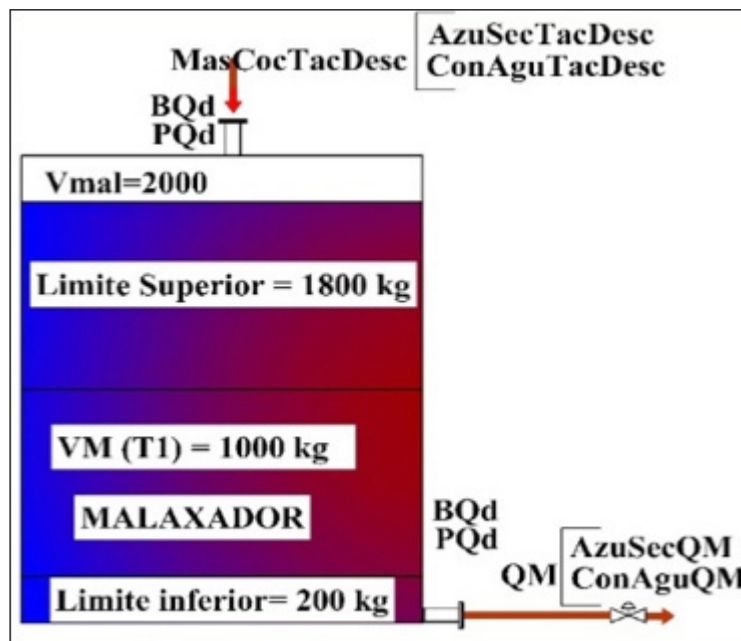 MasCocTacDesc
AzuSecTacDesc
ConAguTacDesc
BQd
PQd
Vmal=2000
Limite Superior = 1800 kg
VM (T1) = 1000 kg
MALAXADOR
BQd
PQd
QM
AzuSecQM
ConAguQM
Limite inferior= 200 kg